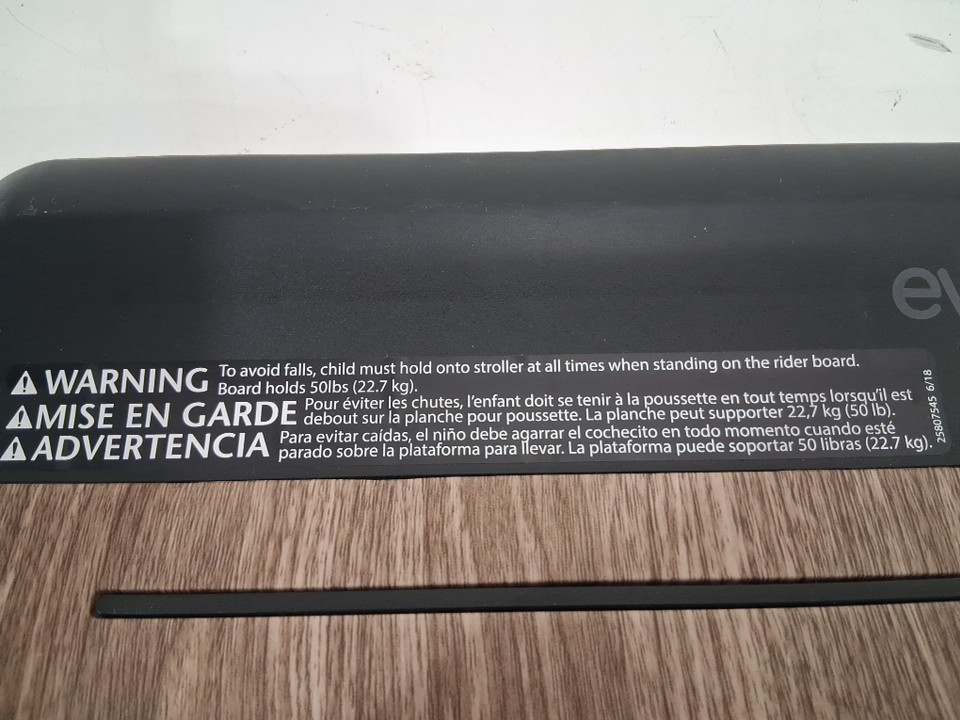 ev
WARNING To avoid falls, child must hold onto stroller at all times when standing on the rider board.
Board holds 50lbs (22.7 kg).
MISE EN GARDE Pour éviter les chutes, l'enfant doit se tenir à la poussette en tout temps lorsqu'il est
debout sur la planche pour poussette. La planche peut supporter 22,7 kg (50 lb).
ADVERTENCIA Para evitar caídas, el niño debe agarrar el cochecito en todo momento cuando esté
parado sobre la plataforma para llevar. La plataforma puede soportar 50 libras (22.7 kg).
25807545 6/18